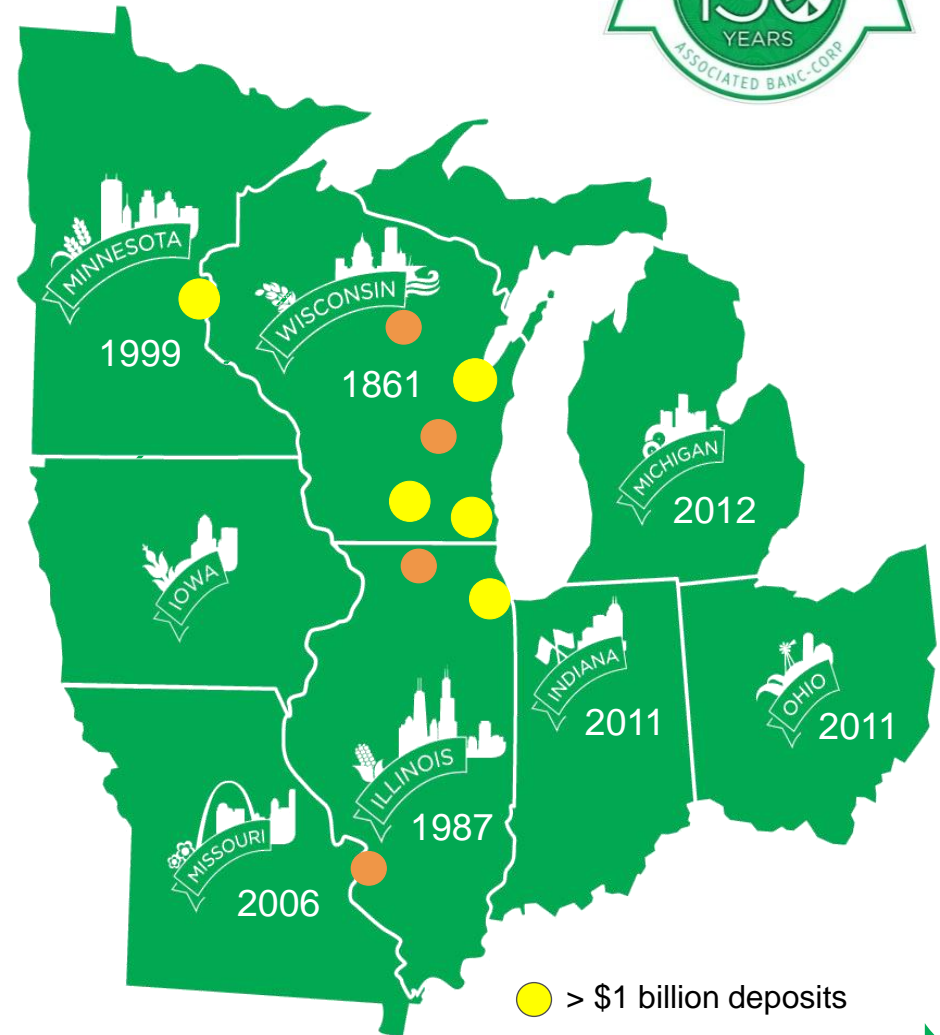 150
YEARS
ASSOCIATED BANC-CORP
MINNESOTA
1999
WISCONSIN
1861
MICHIGAN
2012
IOWA
INDIANA
2011
OHIO
2011
ILLINOIS
1987
MISSOURI
2006
> $1 billion deposits